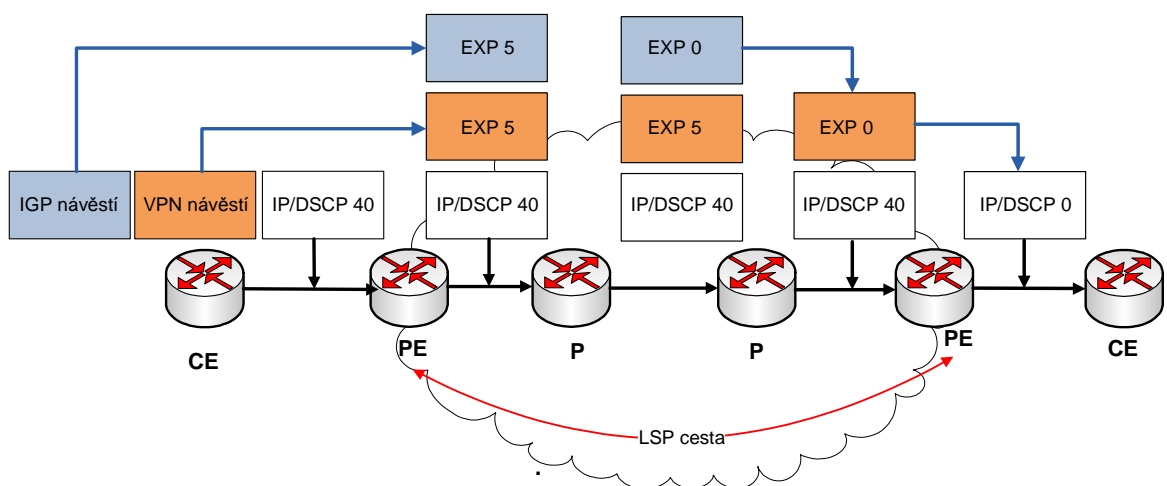 EXP 5
EXP 0
EXP 5
EXP 5
EXP 0
IGP návěstí
VPN návěstí
IP/DSCP 40
IP/DSCP 40
IP/DSCP 40
IP/DSCP 40
IP/DSCP 0
CE
PE
P
P
PE
CE
LSP cesta
.